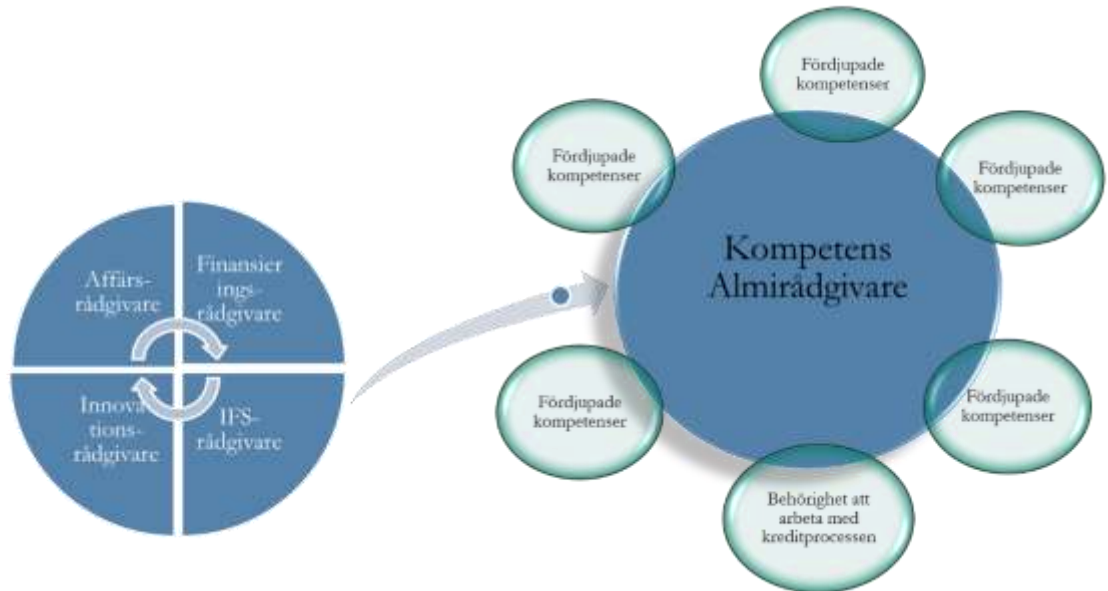 Affärs-
rådgivare
Finansier
ings-
rådgivare
Innova
tions-
rådgivare
IFS-
rådgivare
Fördjupade
kompetenser
Fördjupade
kompetenser
Fördjupade
kompetenser
Kompetens
Almirådgivare
Fördjupade
kompetenser
Fördjupade
kompetenser
Behörighet att
arbeta med
kreditprocessen